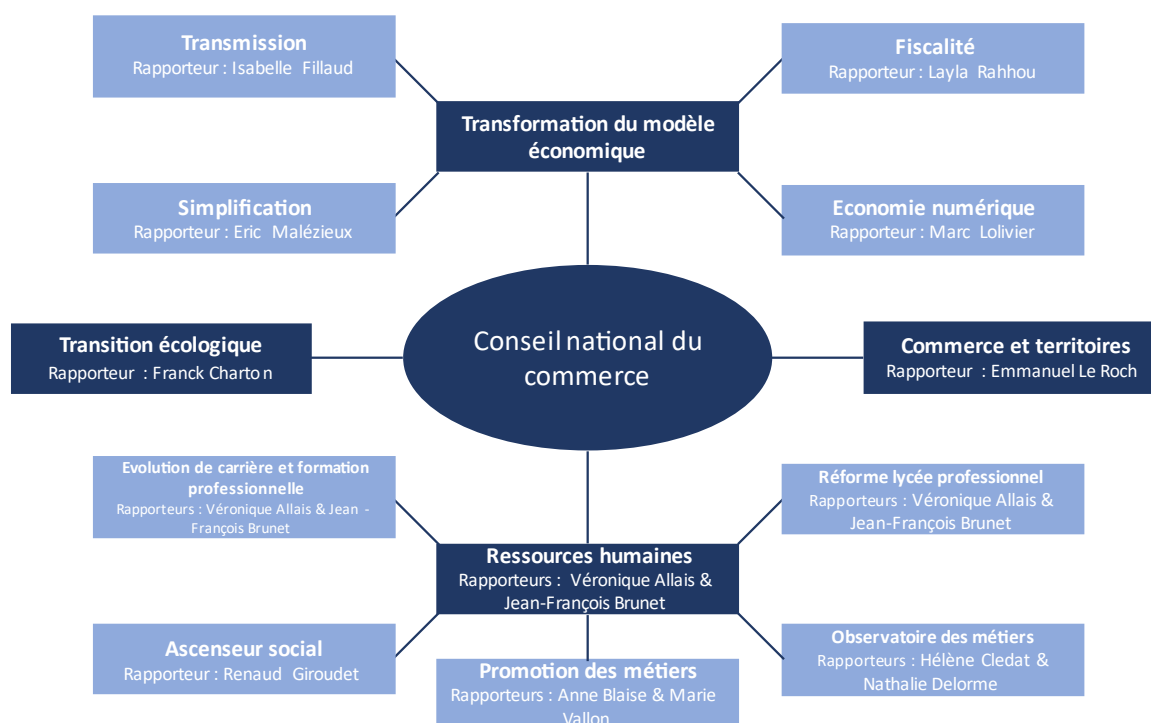 Transmission
Rapporteur : Isabelle Fillaud
Fiscalité
Rapporteur : Layla Rahhou
Transformation du modèle
économique
Simplification
Rapporteur : Eric Malézieux
Economie numérique
Rapporteur : Marc Lolivier
Transition écologique
Rapporteur : Franck Charton
Conseil national du
commerce
Commerce et territoires
Rapporteur : Emmanuel Le Roch
Evolution de carrière et formation
professionnelle
Rapporteurs : Véronique Allais & Jean -
François Brunet
Réforme lycée professionnel
Rapporteurs : Véronique Allais &
Jean-François Brunet
Ressources humaines
Rapporteurs : Véronique Allais &
Jean-François Brunet
Ascenseur social
Rapporteur : Renaud Giroudet
Promotion des métiers
Rapporteurs : Anne Blaise & Marie
Vallon
Observatoire des métiers
Rapporteurs : Hélène Cledat &
Nathalie Delorme